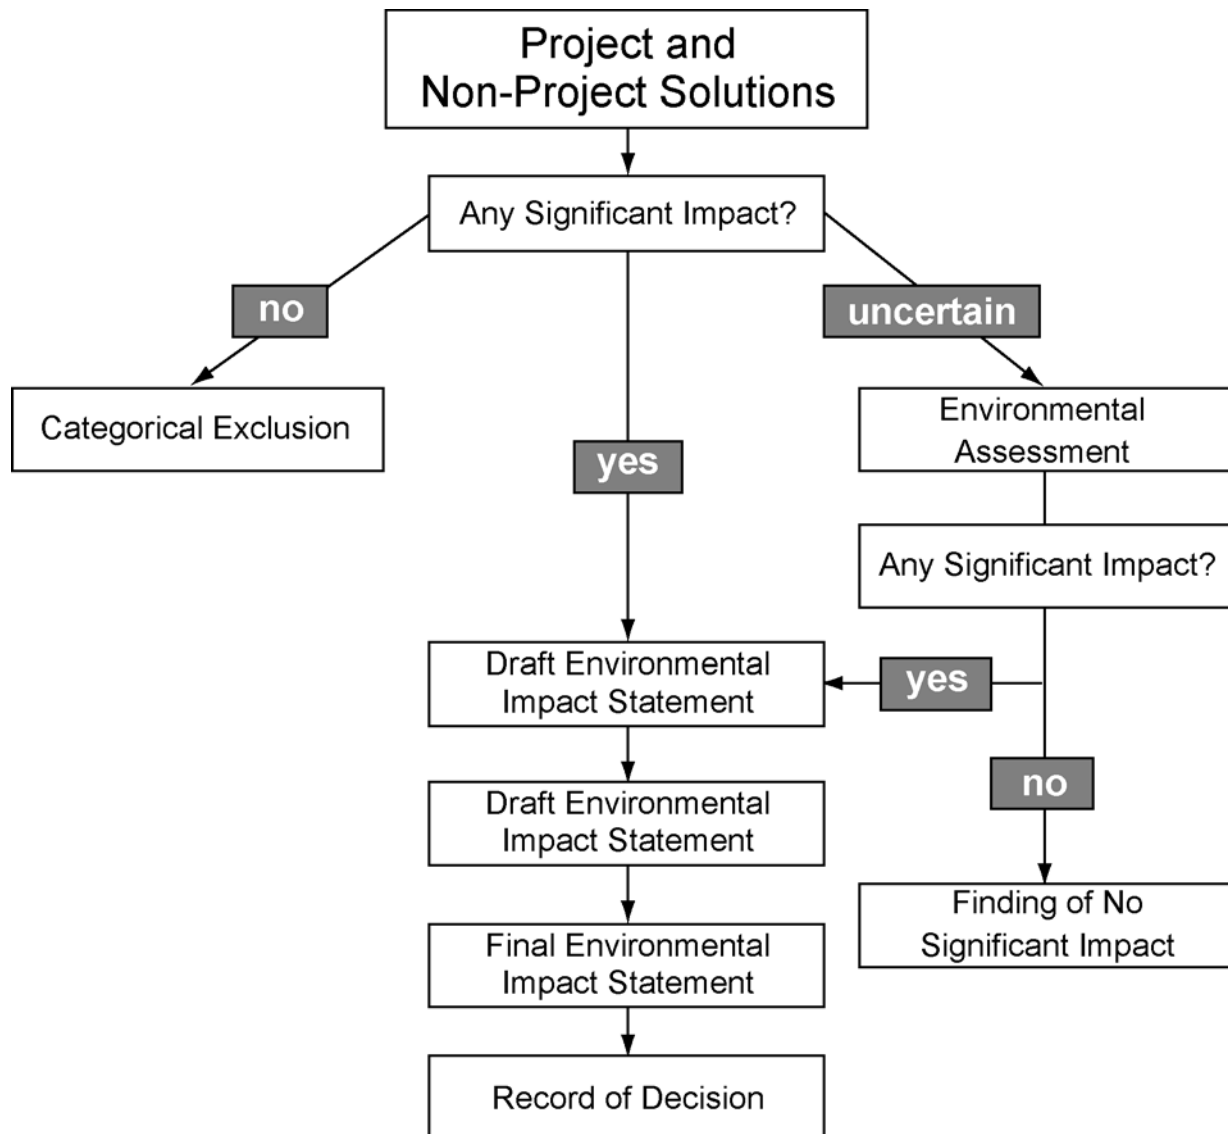 Project and
Non-Project Solutions
Any Significant Impact?
no
uncertain
Categorical Exclusion
Environmental
Assessment
yes
Any Significant Impact?
Draft Environmental
Impact Statement
yes
no
Draft Environmental
Impact Statement
Finding of No
Significant Impact
Final Environmental
Impact Statement
Record of Decision